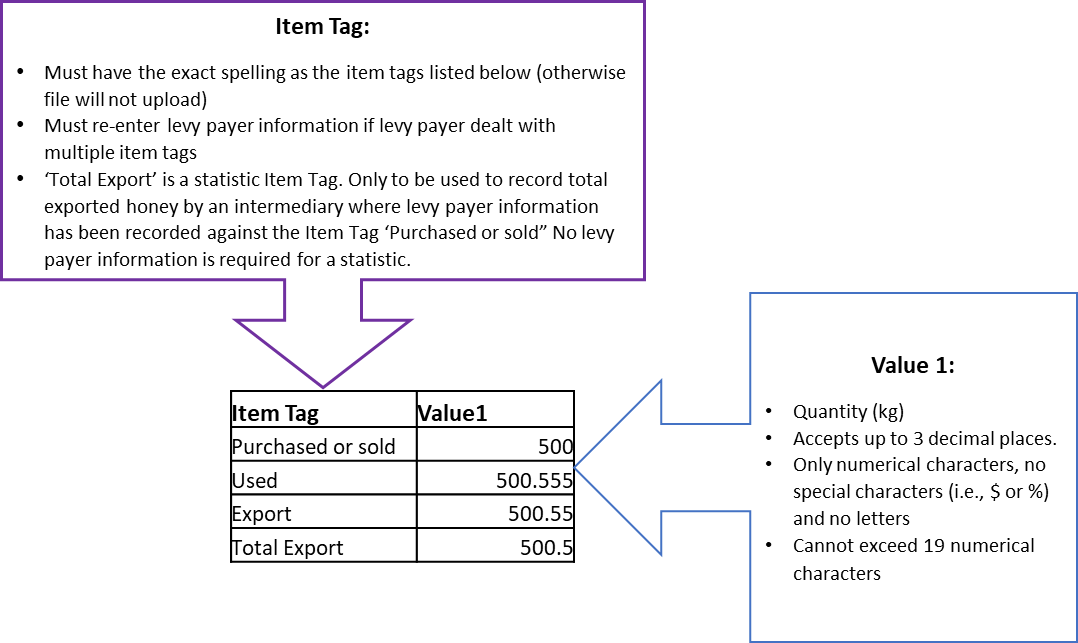 Item Tag:
• Must have the exact spelling as the item tags listed below (otherwise
file will not upload)
• Must re-enter levy payer information if levy payer dealt with
multiple item tags
• ‘Total Export’ is a statistic Item Tag. Only to be used to record total
exported honey by an intermediary where levy payer information
has been recorded against the Item Tag ‘Purchased or sold” No levy
payer information is required for a statistic.
Item Tag Value1
Purchased or sold 500
Used 500.555
Export 500.55
Total Export 500.5
Value 1:
• Quantity (kg)
• Accepts up to 3 decimal places.
• Only numerical characters, no
special characters (i.e., $ or %)
and no letters
• Cannot exceed 19 numerical
characters